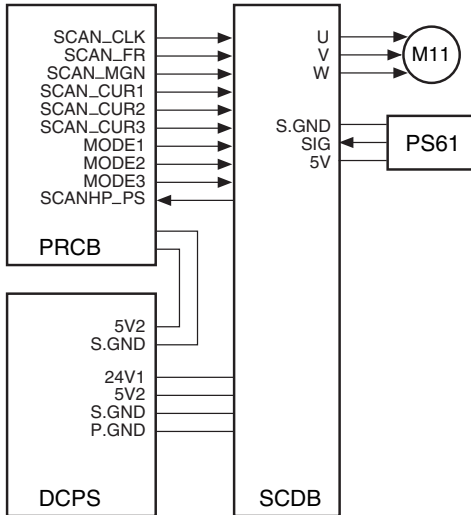 SCAN_CLK
SCAN_FR
SCAN_MGN
SCAN_CUR1
SCAN_CUR2
SCAN_CUR3
MODE1
MODE2
MODE3
SCANHP_PS
PRCB
5V2
S.GND
24V1
5V2
S.GND
P.GND
DCPS
SCDB
U
V
W
M11
S.GND
SIG
5V
PS61